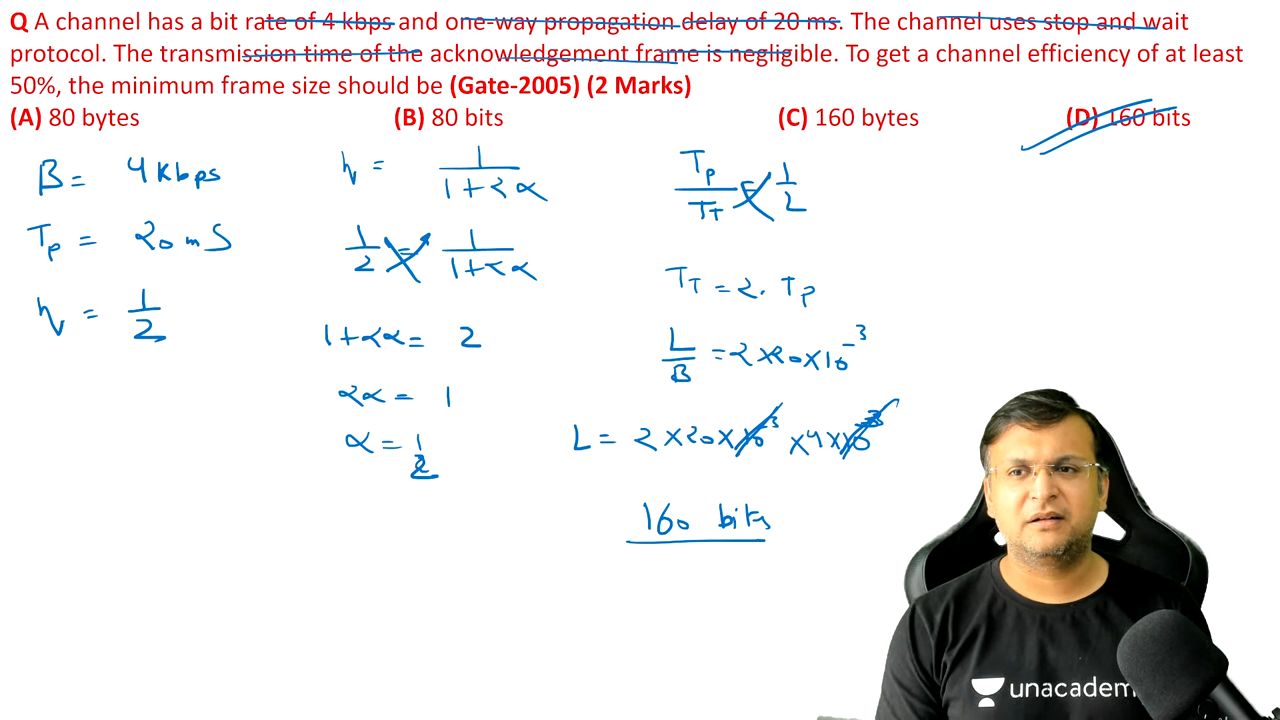 Q A channel has a bit rate of 4 kbps and one-way propagation delay of 20 ms. The channel uses stop and wait
protocol. The transmission time of the acknowledgement frame is negligible. To get a channel efficiency of at least
50%, the minimum frame size should be (Gate-2005) (2 Marks)
(A) 80 bytes (B) 80 bits (C) 160 bytes (D) 160 bits
B = 4 Kbps
Tp = 20 mS
η = 1/2
η = 1/(1+2α)
1/2 = 1/(1+2α)
1+2α = 2
2α = 1
α = 1/2
Tp/TT = 1/2
TT = 2. Tp
L/B = 2×20×10⁻³
L = 2×20×10⁻³ ×4×10³
160 bits
unacadem